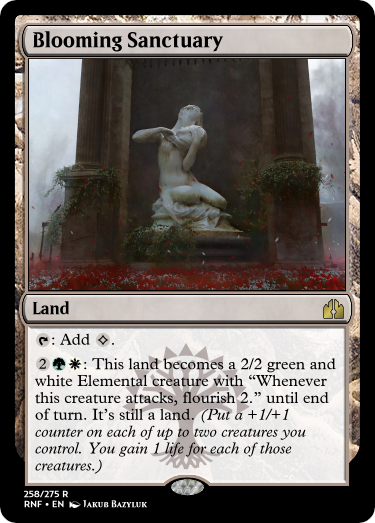 Blooming Sanctuary
Land
: Add .
2 : This land becomes a 2/2 green and
white Elemental creature with “Whenever
this creature attacks, flourish 2.” until end
of turn. It’s still a land. (Put a +1/+1
counter on each of up to two creatures you
control. You gain 1 life for each of those
creatures.)
258/275 R
RNF • EN Jakub Bazyluk